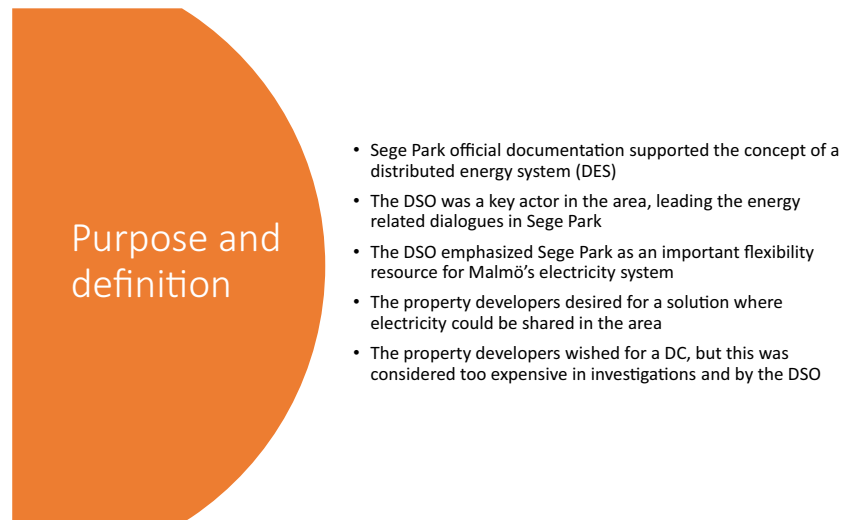 Purpose and
definition
• Sege Park official documentation supported the concept of a
distributed energy system (DES)
• The DSO was a key actor in the area, leading the energy
related dialogues in Sege Park
• The DSO emphasized Sege Park as an important flexibility
resource for Malmö’s electricity system
• The property developers desired for a solution where
electricity could be shared in the area
• The property developers wished for a DC, but this was
considered too expensive in investigations and by the DSO